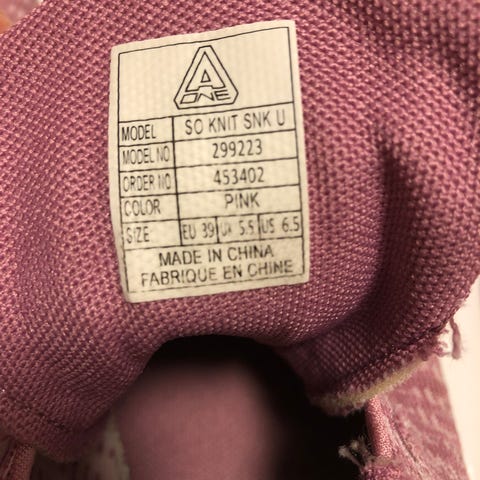 A
ONE
MODEL SO KNIT SNK U
MODEL NO 299223
ORDER NO 453402
COLOR PINK
SIZE EU 39 UK 5.5 US 6.5
MADE IN CHINA
FABRIQUE EN CHINE